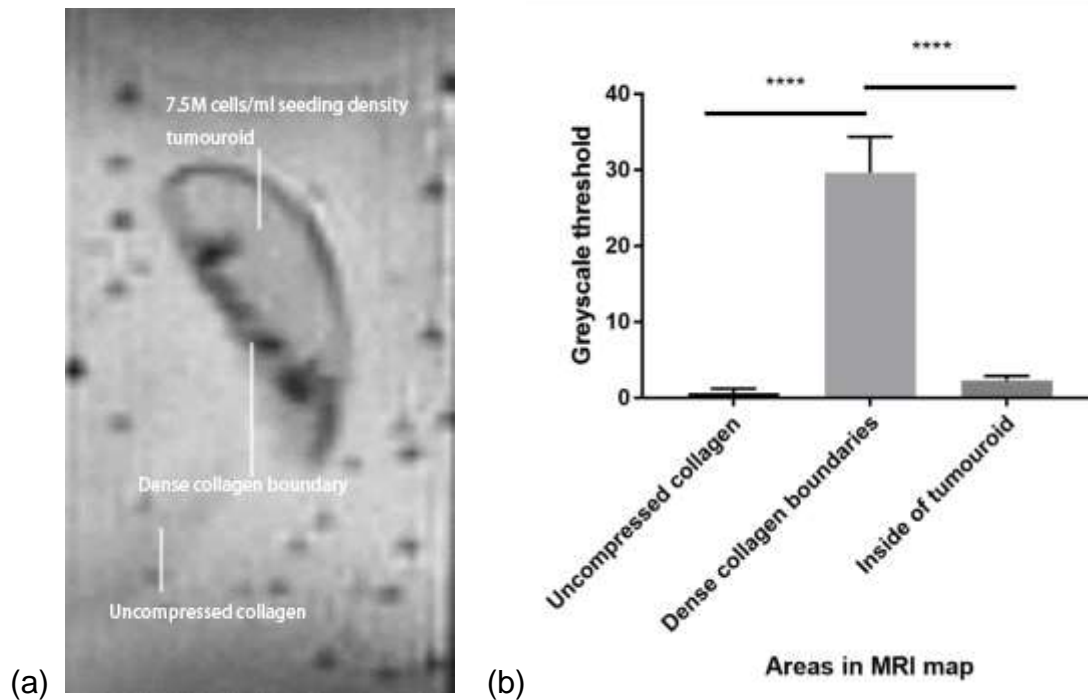 7.5M cells/ml seeding density
tumouroid
Dense collagen boundary
Uncompressed collagen
(a)
****
****
Greyscale threshold
40
30
20
10
0
Uncompressed collagen
Dense collagen boundaries
Inside of tumouroid
Areas in MRI map
(b)